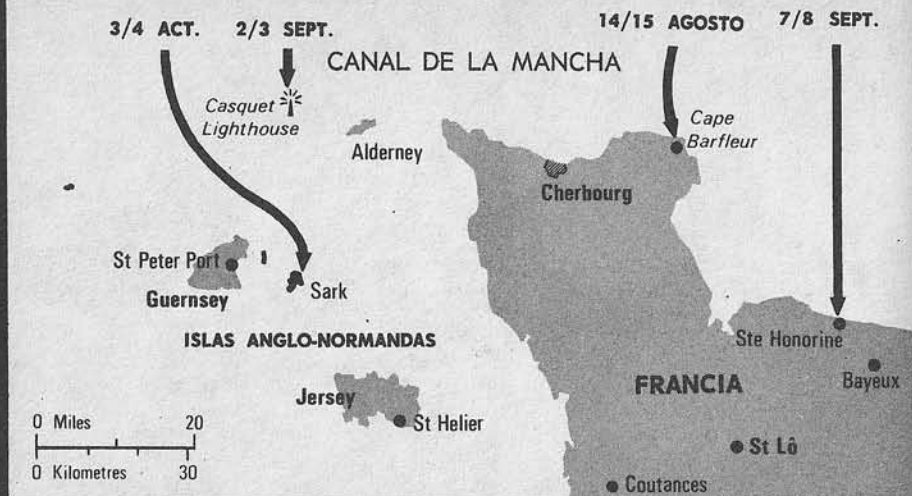 3/4 ACT.
2/3 SEPT.
14/15 AGOSTO
7/8 SEPT.
CANAL DE LA MANCHA
Casquet
Lighthouse
Alderney
Cape
Barfleur
Cherbourg
St Peter Port
Guernsey
Sark
ISLAS ANGLO-NORMANDAS
Ste Honorine
Bayeux
FRANCIA
Jersey
St Helier
St Lô
Coutances
0 Miles 20
0 Kilometres 30